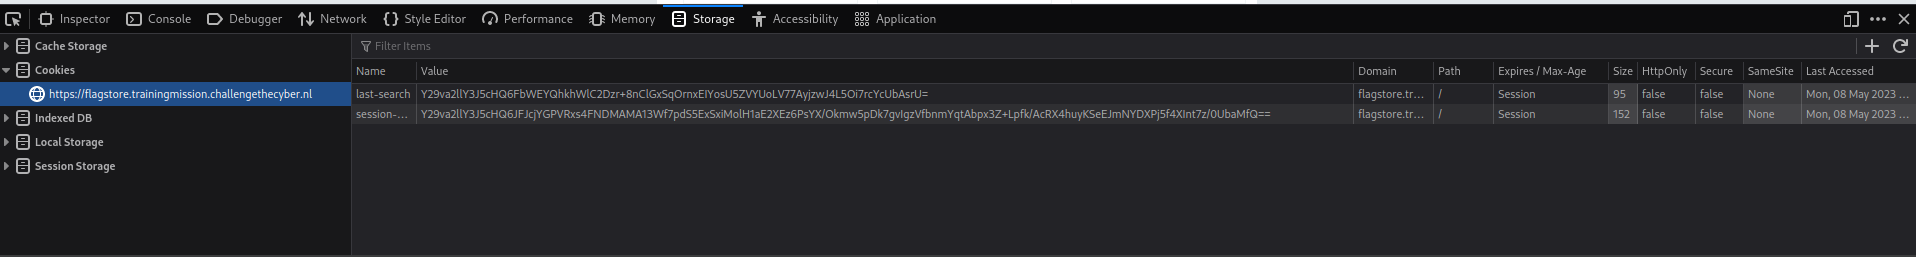 Inspector Console Debugger Network Style Editor Performance Memory Storage Accessibility Application
Cache Storage
Filter Items
Cookies
Name Value Domain Path Expires / Max-Age Size HttpOnly Secure SameSite Last Accessed
https://flagstore.trainingmission.challengethecyber.nl
last-search Y29va2llY3J5cHQ6FbWEYQhkhWlC2Dzr+8nClGxSqOrnxEIYosU5ZVYUoLV77AyjzwJ4L5Oi7rcYcUbAsrU= flagstore.tr... / Session 95 false false None Mon, 08 May 2023 ...
session-... Y29va2llY3J5cHQ6JFJcjYGPVRxs4FNDMAMA13Wf7pdS5ExSxiMolH1aE2XEz6PsYX/Okmw5pDk7gvIgzVfbnmYqtAbpx3Z+Lpfk/AcRX4huyKSeEJmNYDXPj5f4XInt7z/0UbaMfQ== flagstore.tr... / Session 152 false false None Mon, 08 May 2023 ...
Indexed DB
Local Storage
Session Storage